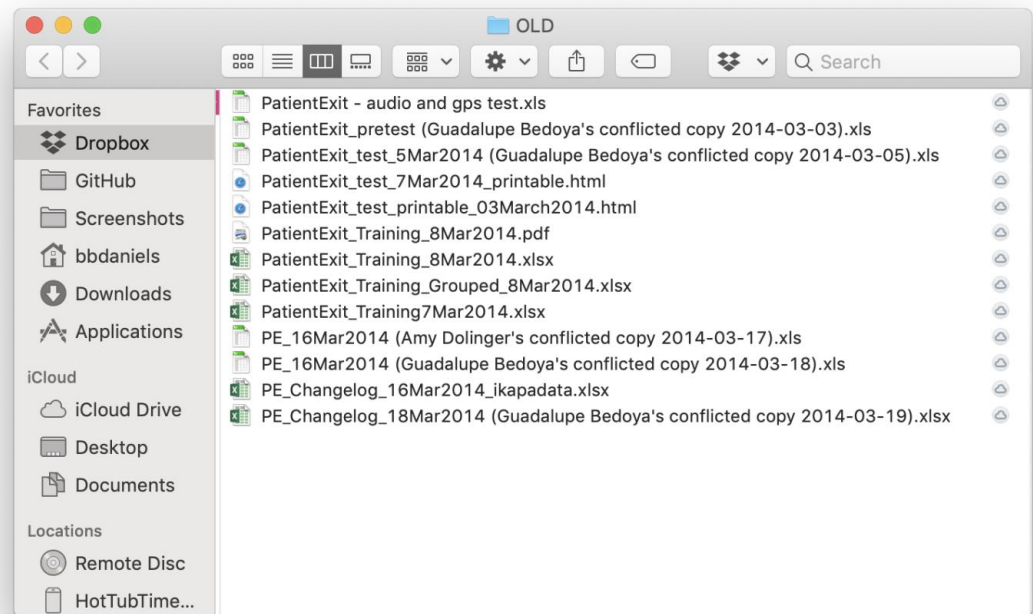 OLD
Search
Favorites
Dropbox
GitHub
Screenshots
bbdaniels
Downloads
Applications
iCloud
iCloud Drive
Desktop
Documents
Locations
Remote Disc
HotTubTime...
PatientExit - audio and gps test.xls
PatientExit_pretest (Guadalupe Bedoya's conflicted copy 2014-03-03).xls
PatientExit_test_5Mar2014 (Guadalupe Bedoya's conflicted copy 2014-03-05).xls
PatientExit_test_7Mar2014_printable.html
PatientExit_test_printable_03March2014.html
PatientExit_Training_8Mar2014.pdf
PatientExit_Training_8Mar2014.xlsx
PatientExit_Training_Grouped_8Mar2014.xlsx
PatientExit_Training7Mar2014.xlsx
PE_16Mar2014 (Amy Dolinger's conflicted copy 2014-03-17).xls
PE_16Mar2014 (Guadalupe Bedoya's conflicted copy 2014-03-18).xls
PE_Changelog_16Mar2014_ikapadata.xlsx
PE_Changelog_18Mar2014 (Guadalupe Bedoya's conflicted copy 2014-03-19).xlsx